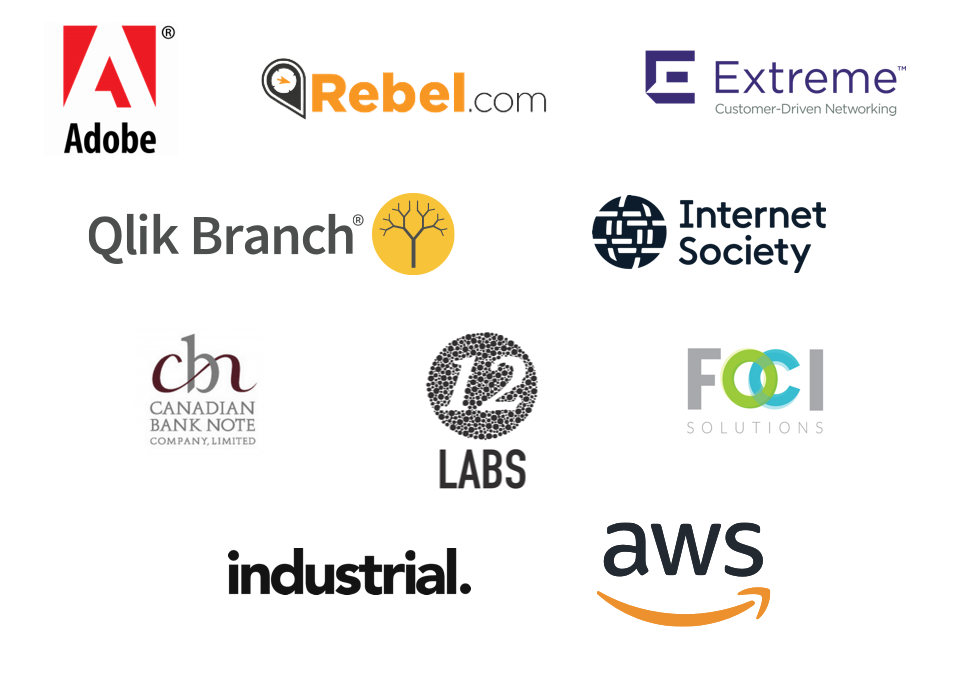 Adobe®
Rebel.com
Extreme™
Customer-Driven Networking
Qlik Branch®
Internet
Society
cbn
CANADIAN
BANK NOTE
COMPANY, LIMITED
12
LABS
FOCI
SOLUTIONS
industrial.
aws